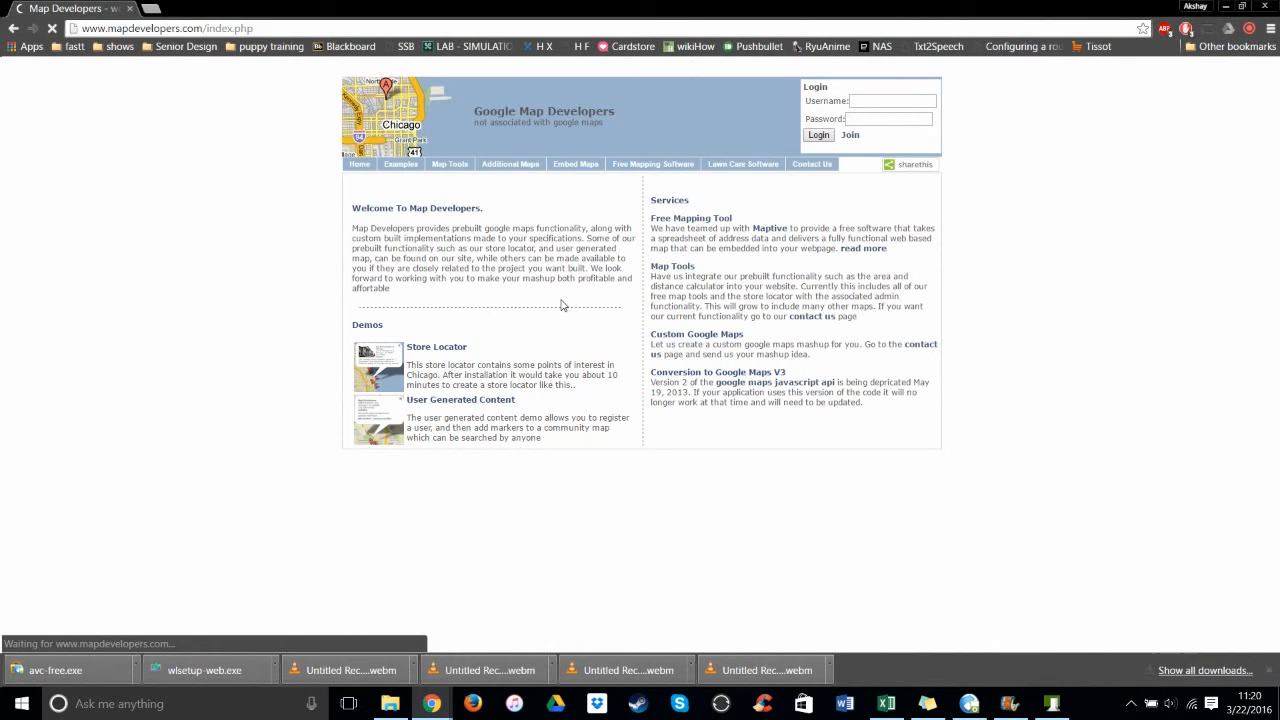 Map Developers -
Akshay
www.mapdevelopers.com/index.php
Apps fastt shows Senior Design puppy training Blackboard SSB LAB - SIMULATIO H X H F Cardstore wikiHow Pushbullet RyuAnime NAS Txt2Speech Configuring a ro Tissot Other bookmarks
Chicago
Grant Park
94
41
Google Map Developers
not associated with google maps
Login
Username:
Password:
Login Join
Home Examples Map Tools Additional Maps Embed Maps Free Mapping Software Lawn Care Software Contact Us sharethis
Welcome To Map Developers.
Map Developers provides prebuilt google maps functionality, along with
custom built implementations made to your specifications. Some of our
prebuilt functionality such as our store locator, and user generated
map, can be found on our site, while others can be made available to
you if they are closely related to the project you want built. We look
forward to working with you to make your mashup both profitable and
affortable
Demos
Store Locator
This store locator contains some points of interest in
Chicago. After installation it would take you about 10
minutes to create a store locator like this..
User Generated Content
The user generated content demo allows you to register
a user, and then add markers to a community map
which can be searched by anyone
Services
Free Mapping Tool
We have teamed up with Maptive to provide a free software that takes
a spreadsheet of address data and delivers a fully functional web based
map that can be embedded into your webpage. read more
Map Tools
Have us integrate our prebuilt functionality such as the area and
distance calculator into your website. Currently this includes all of our
free map tools and the store locator with the associated admin
functionality. This will grow to include many other maps. If you want
our current functionality go to our contact us page
Custom Google Maps
Let us create a custom google maps mashup for you. Go to the contact
us page and send us your mashup idea.
Conversion to Google Maps V3
Version 2 of the google maps javascript api is being depricated May
19, 2013. If your application uses this version of the code it will no
longer work at that time and will need to be updated.
Waiting for www.mapdevelopers.com...
avc-free.exe wlsetup-web.exe Untitled Rec....webm Untitled Rec....webm Untitled Rec....webm Untitled Rec....webm Show all downloads...
Ask me anything
11:20
3/22/2016